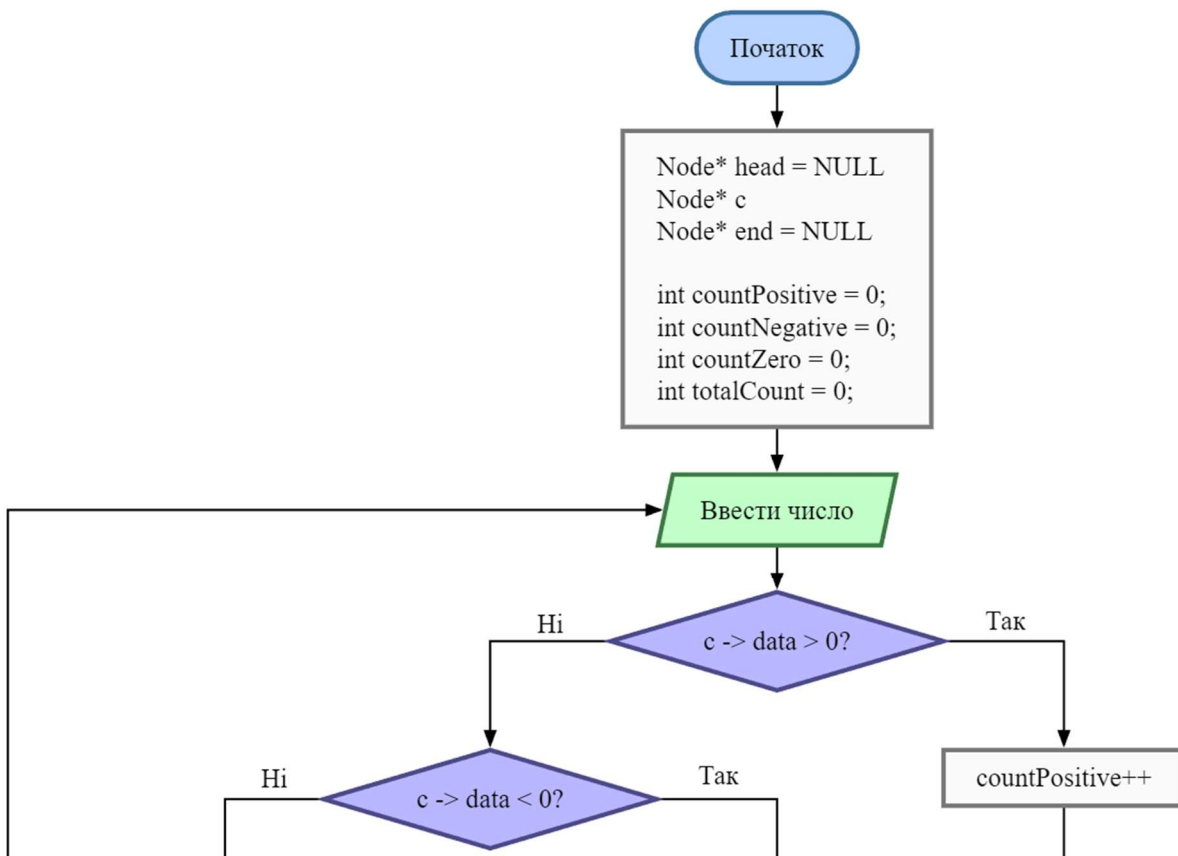 Початок
Node* head = NULL
Node* c
Node* end = NULL
int countPositive = 0;
int countNegative = 0;
int countZero = 0;
int totalCount = 0;
Ввести число
Ні
Так
c -> data > 0?
Ні
Так
c -> data < 0?
countPositive++